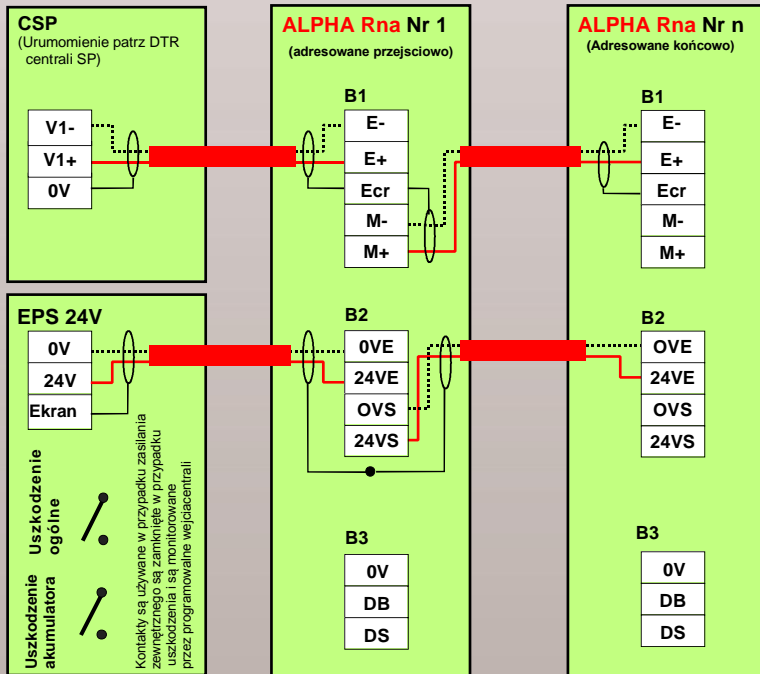 CSP
(Urumomienie patrz DTR
centrali SP)
V1-
V1+
0V
EPS 24V
0V
24V
Ekran
Uszkodzenie
ogólne
Uszkodzenie
akumulatora
Kontakty są używane w przypadku zasilania
zewnętrznego są zamknięte w przypadku
uszkodzenia i są monitorowane
przez programowalne wejciacentrali
ALPHA Rna Nr 1
(adresowane przejsciowo)
B1
E-
E+
Ecr
M-
M+
B2
0VE
24VE
OVS
24VS
B3
0V
DB
DS
ALPHA Rna Nr n
(Adresowane końcowo)
B1
E-
E+
Ecr
M-
M+
B2
OVE
24VE
OVS
24VS
B3
0V
DB
DS